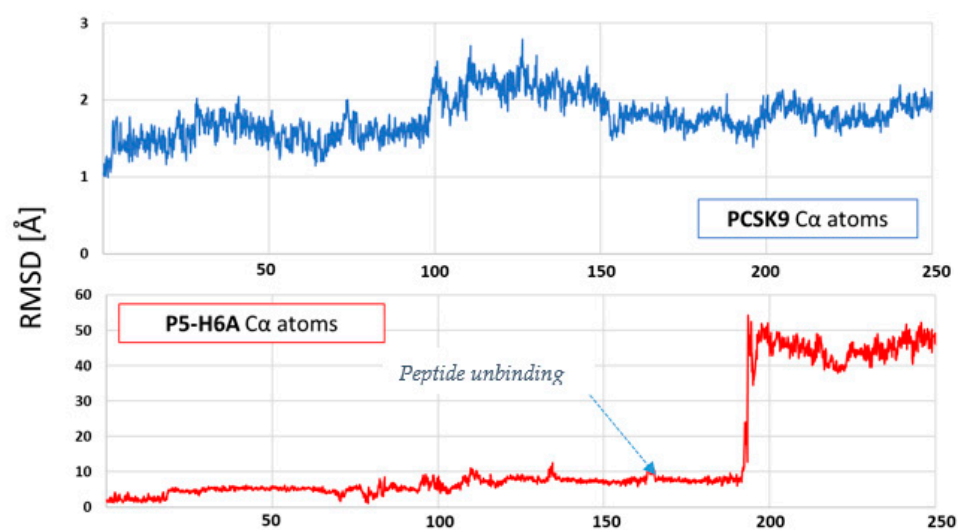 3
2
1
0
PCSK9 Cα atoms
50 100 150 200 250
RMSD [Å]
60
50
40
30
20
10
0
P5-H6A Cα atoms
Peptide unbinding
50 100 150 200 250